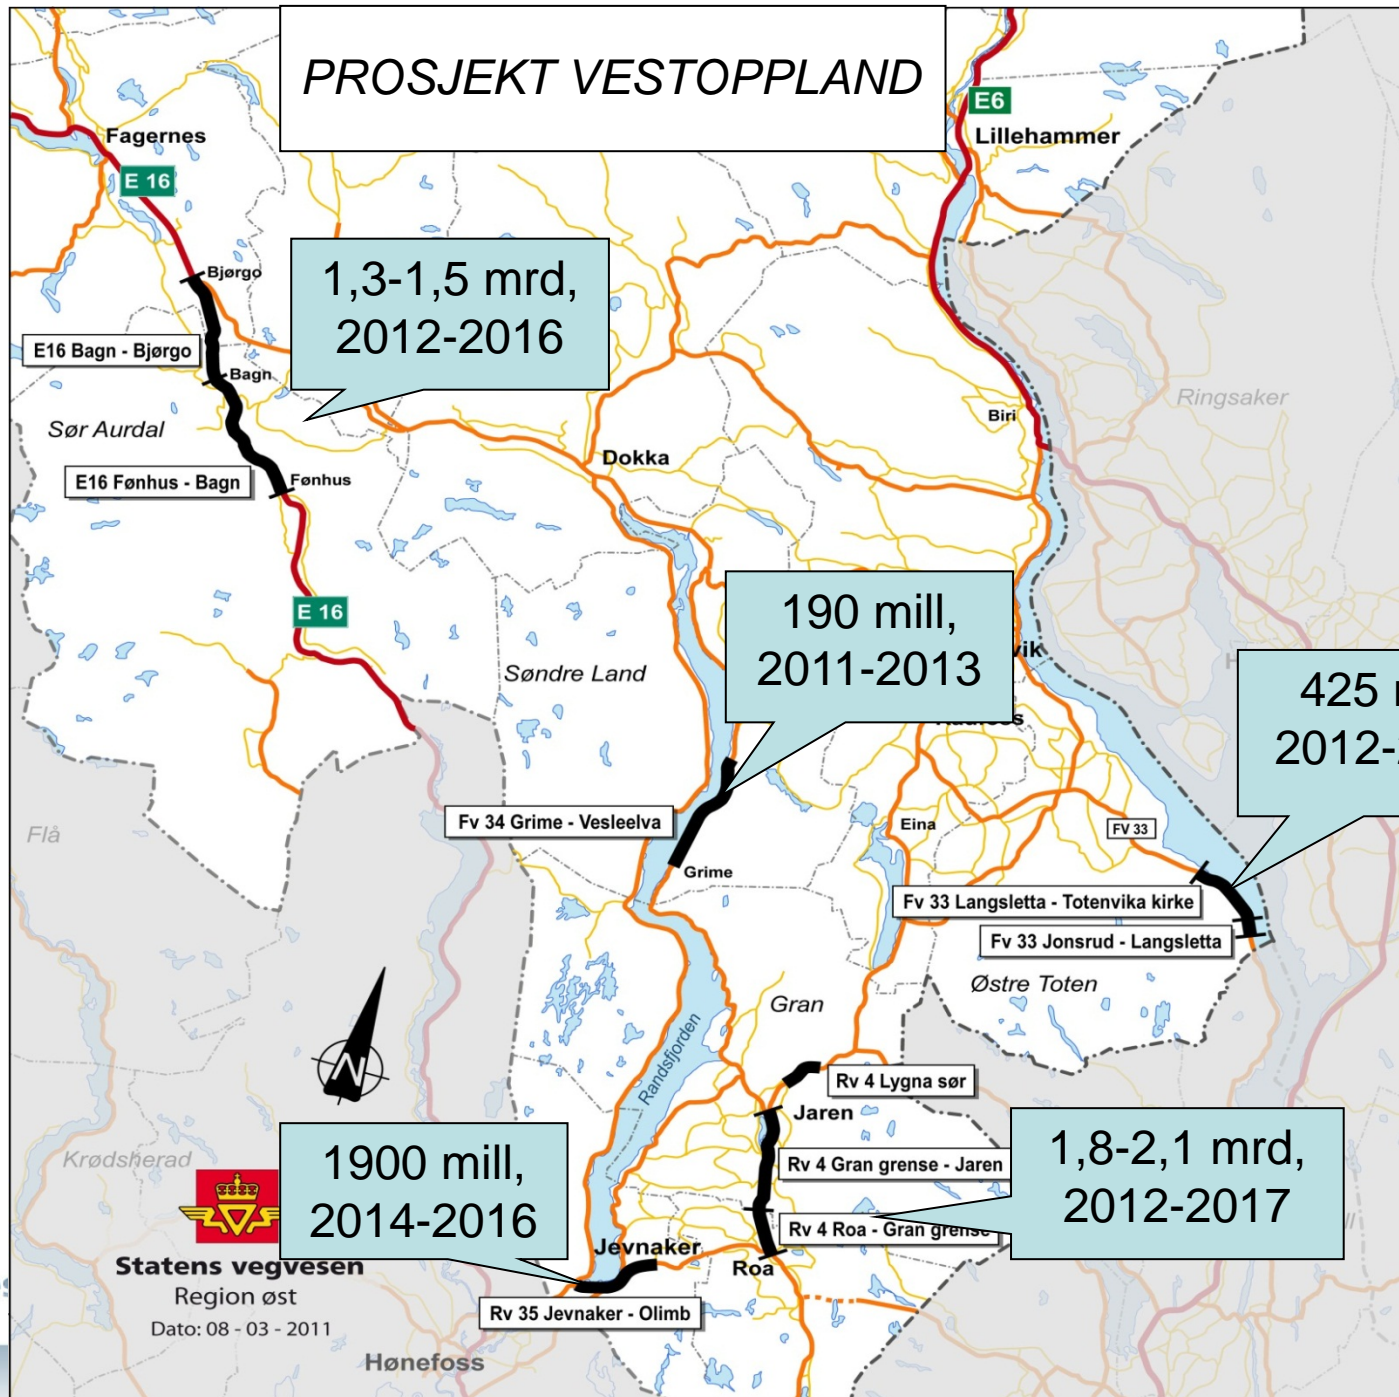 PROSJEKT VESTOPPLAND
E6
Lillehammer
Fagernes
E 16
Bjørgo
1,3-1,5 mrd,
2012-2016
E16 Bagn - Bjørgo
Bagn
Ringsaker
Biri
Sør Aurdal
Dokka
E16 Fønhus - Bagn
Fønhus
E 16
190 mill,
2011-2013
vik
Søndre Land
425
2012-
Flå
Fv 34 Grime - Vesleelva
Eina
FV 33
Grime
Fv 33 Langsletta - Totenvika kirke
Fv 33 Jonsrud - Langsletta
Østre Toten
Gran
Randsfjorden
N
Rv 4 Lygna sør
Jaren
1900 mill,
2014-2016
Krødsherad
Rv 4 Gran grense - Jaren
1,8-2,1 mrd,
2012-2017
Rv 4 Roa - Gran grense
Jevnaker
Roa
Statens vegvesen
Region øst
Dato: 08 - 03 - 2011
Rv 35 Jevnaker - Olimb
Hønefoss